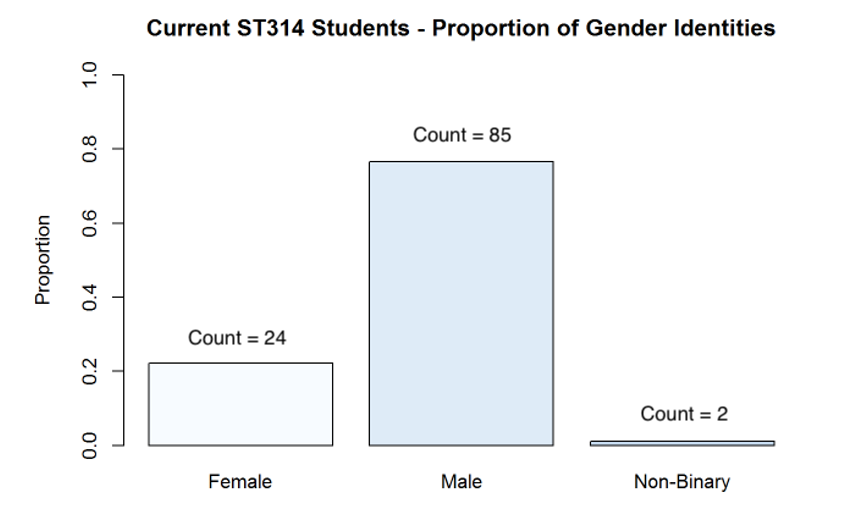 Current ST314 Students - Proportion of Gender Identities
Proportion
1.0
0.8
0.6
0.4
0.2
0.0
Count = 24
Count = 85
Count = 2
Female
Male
Non-Binary